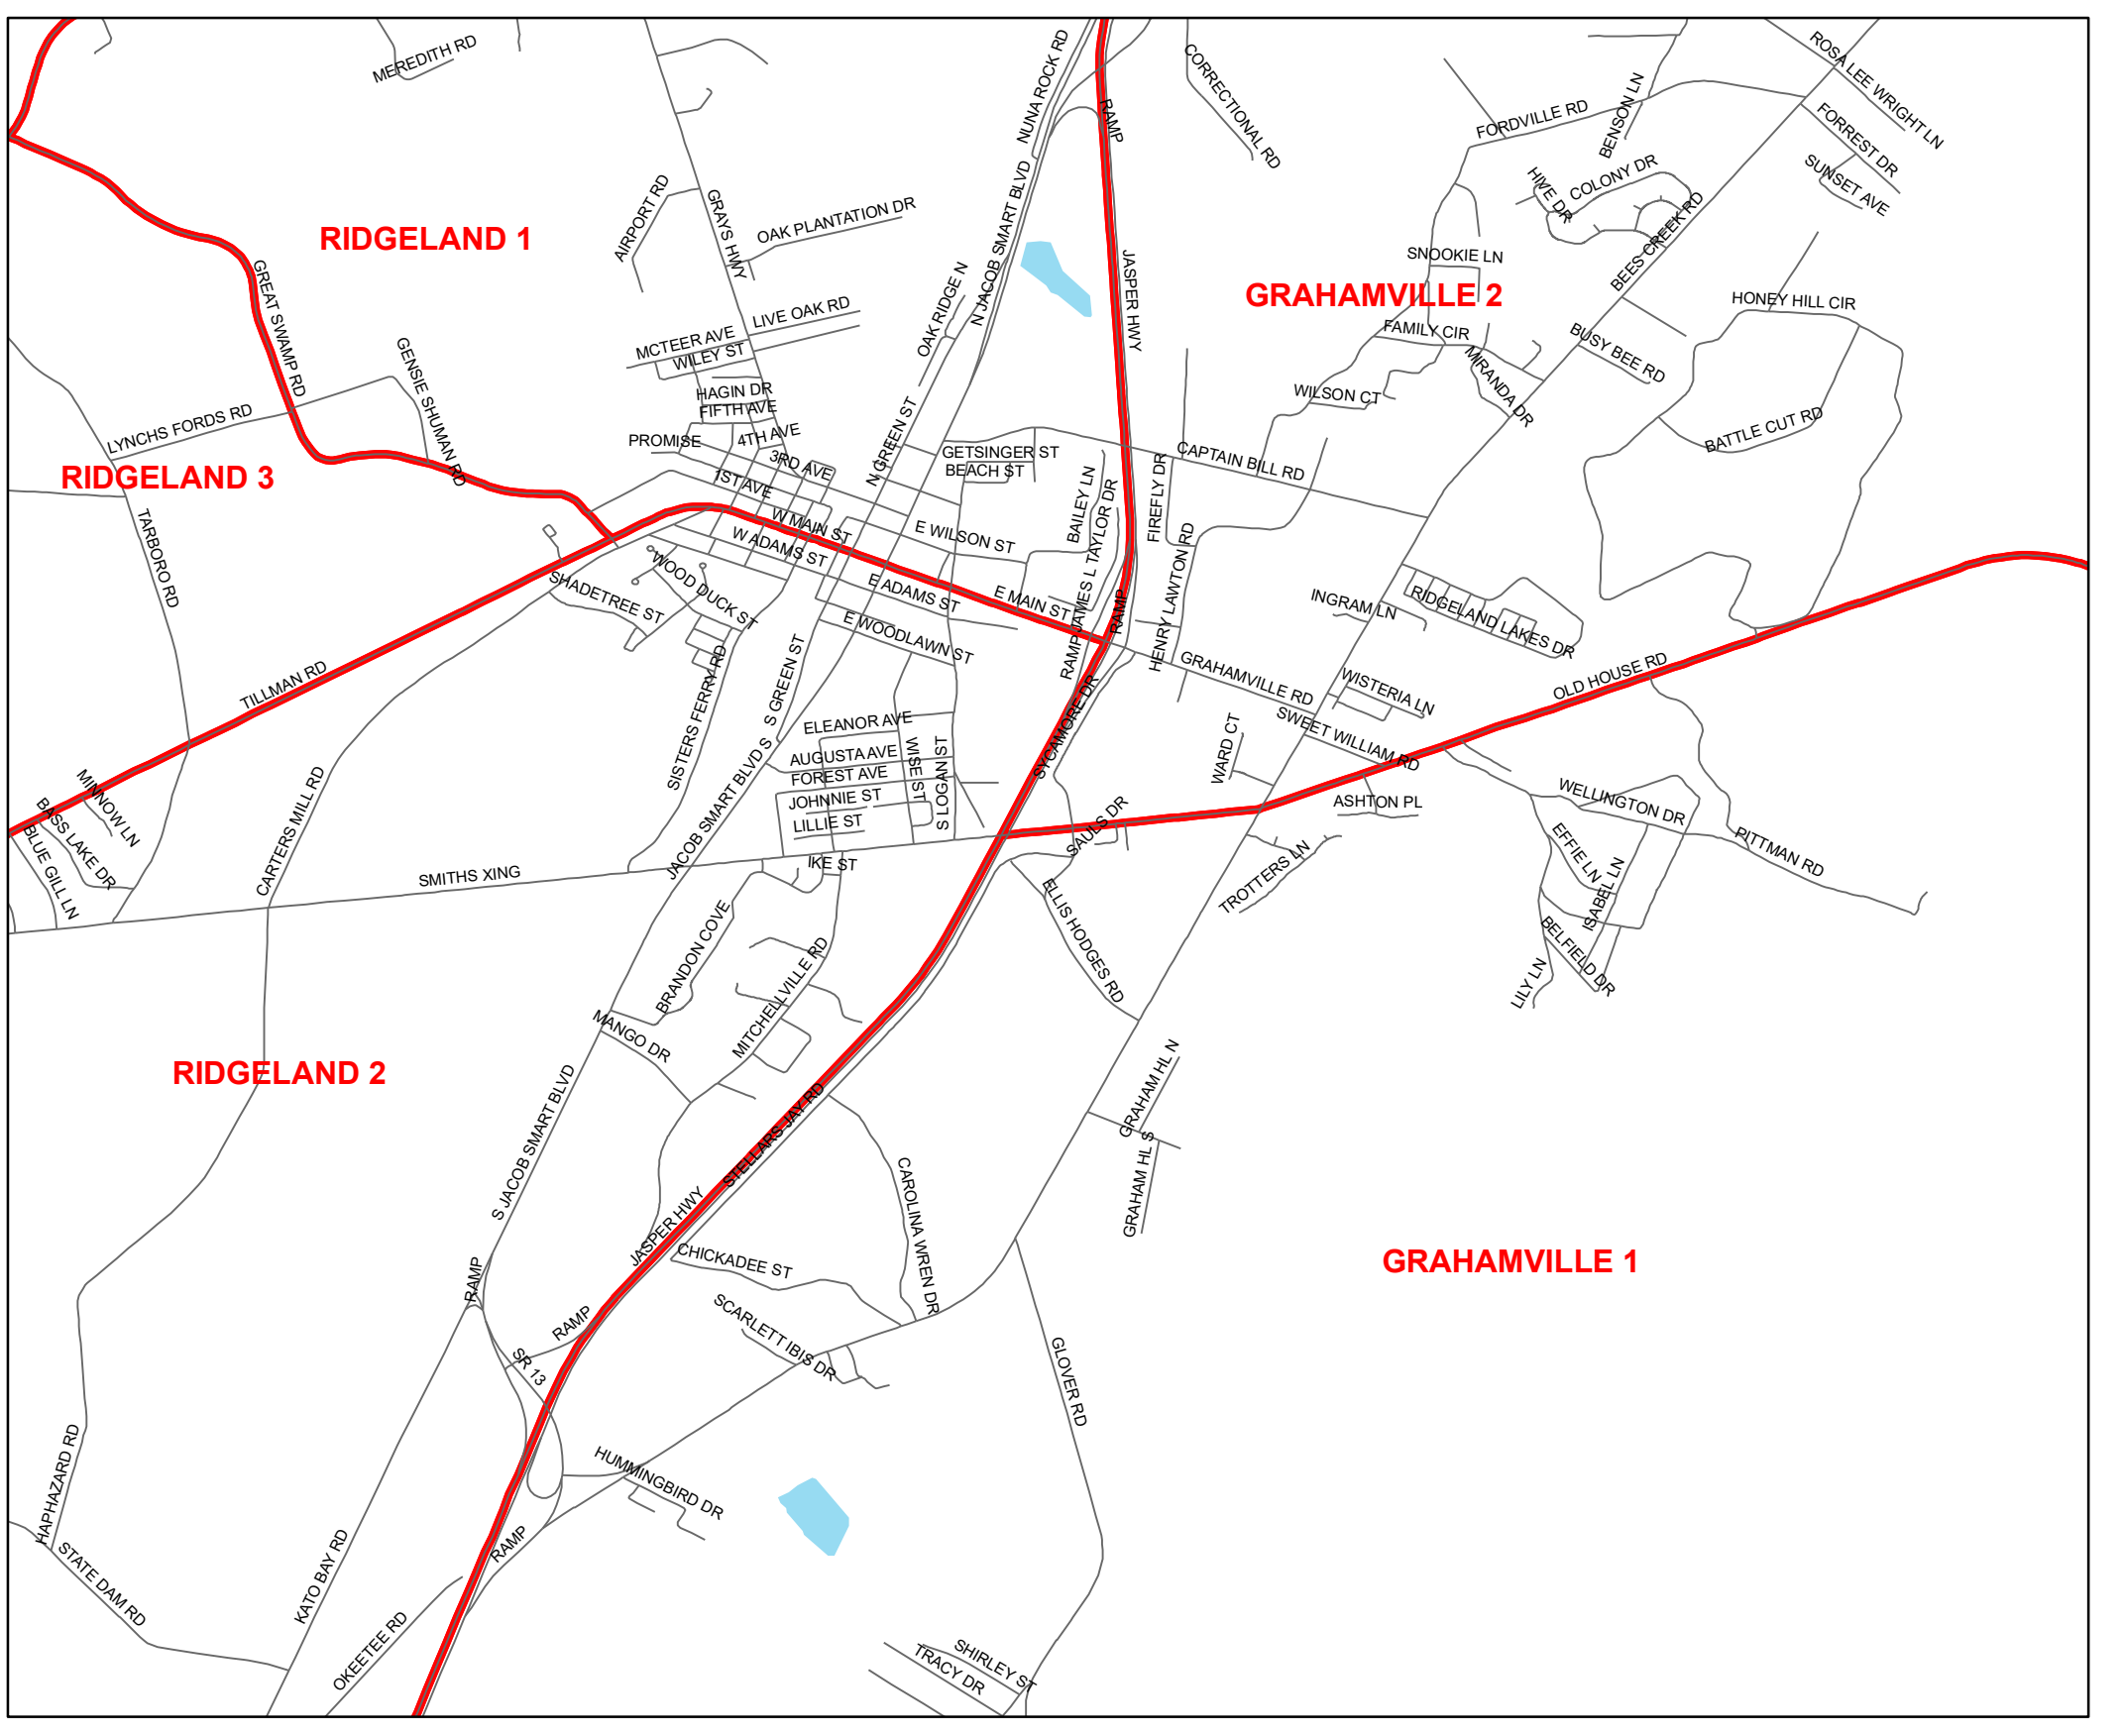 MEREDITH RD
NUNA ROCK RD
CORRECTIONAL RD
ROSA LEE WRIGHT LN
RAMP
FORDVILLE RD
BENSON LN
FORREST DR
SUNSET AVE
HIVE DR
COLONY DR
AIRPORT RD
GRAYS HWY
OAK PLANTATION DR
N JACOB SMART BLVD
RIDGELAND 1
JASPER HWY
SNOOKIE LN
BEES CREEK RD
GREAT SWAMP RD
OAK RIDGE N
GRAHAMVILLE 2
HONEY HILL CIR
LIVE OAK RD
MCTEER AVE
WILEY ST
FAMILY CIR
BUSY BEE RD
GENSIE SHUMAN RD
MIRANDA DR
HAGIN DR
WILSON CT
FIFTH AVE
LYNCHS FORDS RD
PROMISE
4TH AVE
N GREEN ST
BATTLE CUT RD
GETSINGER ST
CAPTAIN BILL RD
3RD AVE
BEACH ST
RIDGELAND 3
1ST AVE
BAILEY LN
JAMES L TAYLOR DR
FIREFLY DR
TARBORO RD
W MAIN ST
E WILSON ST
W ADAMS ST
HENRY LAWTON RD
SHADETREE ST
WOOD DUCK ST
E ADAMS ST
E MAIN ST
RAMP
RAMP
INGRAM LN
RIDGELAND LAKES DR
E WOODLAWN ST
GRAHAMVILLE RD
OLD HOUSE RD
TILLMAN RD
WISTERIA LN
SISTERS FERRY RD
S GREEN ST
SYCAMORE DR
SWEET WILLIAM RD
ELEANOR AVE
WARD CT
AUGUSTA AVE
WISE ST
S LOGAN ST
FOREST AVE
MINNOW LN
JACOB SMART BLVD S
JOHNNIE ST
ASHTON PL
WELLINGTON DR
BASS LAKE DR
LILLIE ST
SAULS DR
BLUE GILL LN
CARTERS MILL RD
EFFIE LN
PITTMAN RD
SMITHS XING
IKE ST
TROTTERS LN
ISABEL LN
ELLIS HODGES RD
BRANDON COVE
BELFIELD DR
MITCHELLVILLE RD
LILY LN
MANGO DR
RIDGELAND 2
S JACOB SMART BLVD
GRAHAM HL N
STELLARS JAY RD
GRAHAM HL S
JASPER HWY
CAROLINA WREN DR
CHICKADEE ST
GRAHAMVILLE 1
RAMP
RAMP
SCARLETT IBIS DR
SR 13
GLOVER RD
HAPHAZARD RD
HUMMINGBIRD DR
RAMP
STATE DAM RD
KATO BAY RD
OKEETEE RD
SHIRLEY ST
TRACY DR